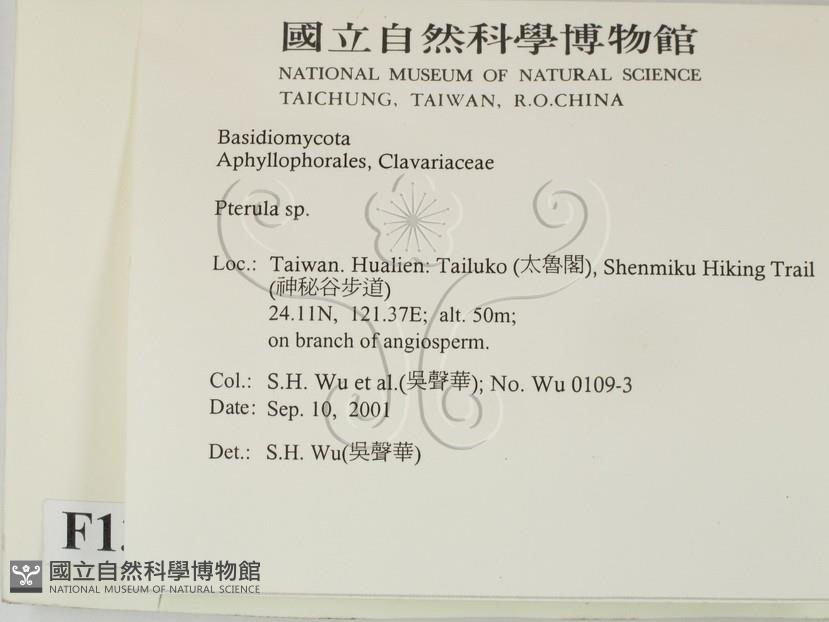 國立自然科學博物館
NATIONAL MUSEUM OF NATURAL SCIENCE
TAICHUNG, TAIWAN, R.O.CHINA
Basidiomycota
Aphyllophorales, Clavariaceae
Pterula sp.
Loc.: Taiwan. Hualien: Tailuko (太魯閣), Shenmiku Hiking Trail
(神秘谷步道)
24.11N, 121.37E; alt. 50m;
on branch of angiosperm.
Col.: S.H. Wu et al.(吳聲華); No. Wu 0109-3
Date: Sep. 10, 2001
Det.: S.H. Wu(吳聲華)
F1
國立自然科學博物館
NATIONAL MUSEUM OF NATURAL SCIENCE